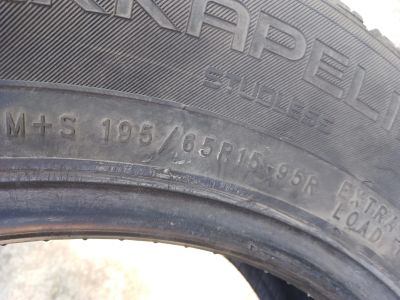 KKAPELI
STUDLESS
M+S 195/65R15 95R EXTRA
LOAD